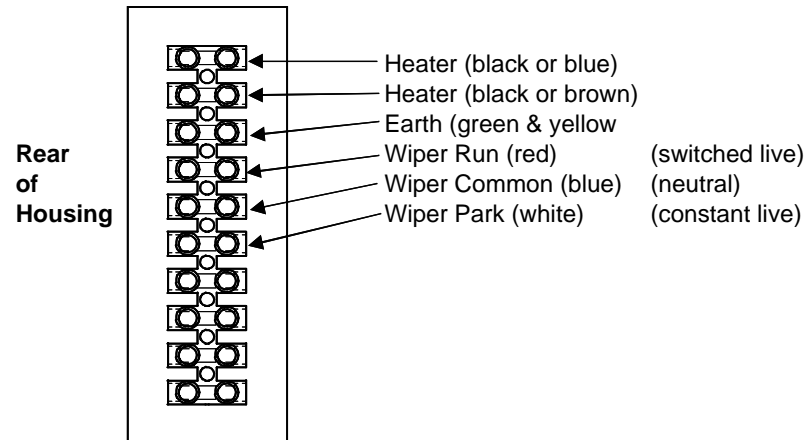 Heater (black or blue)
Heater (black or brown)
Earth (green & yellow
Rear
of
Housing
Wiper Run (red) (switched live)
Wiper Common (blue) (neutral)
Wiper Park (white) (constant live)